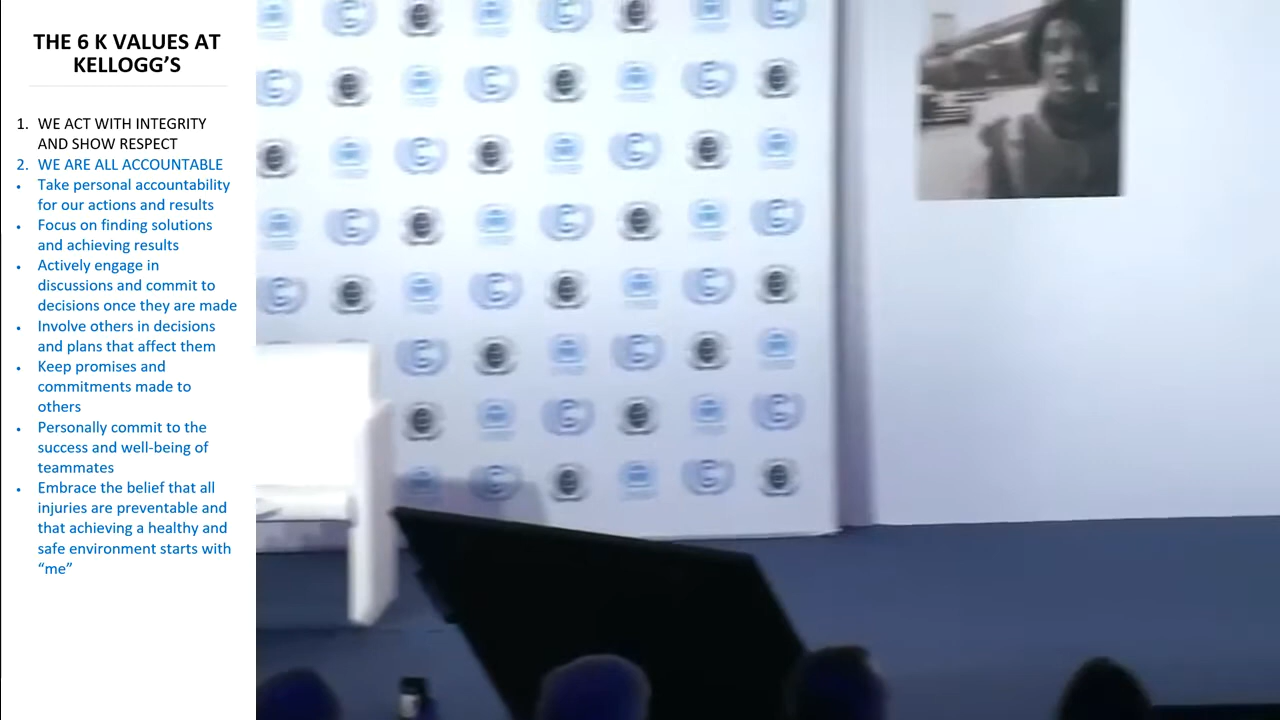 THE 6 K VALUES AT
KELLOGG’S
1. WE ACT WITH INTEGRITY
AND SHOW RESPECT
2. WE ARE ALL ACCOUNTABLE
• Take personal accountability
for our actions and results
• Focus on finding solutions
and achieving results
• Actively engage in
discussions and commit to
decisions once they are made
• Involve others in decisions
and plans that affect them
• Keep promises and
commitments made to
others
• Personally commit to the
success and well-being of
teammates
• Embrace the belief that all
injuries are preventable and
that achieving a healthy and
safe environment starts with
“me”